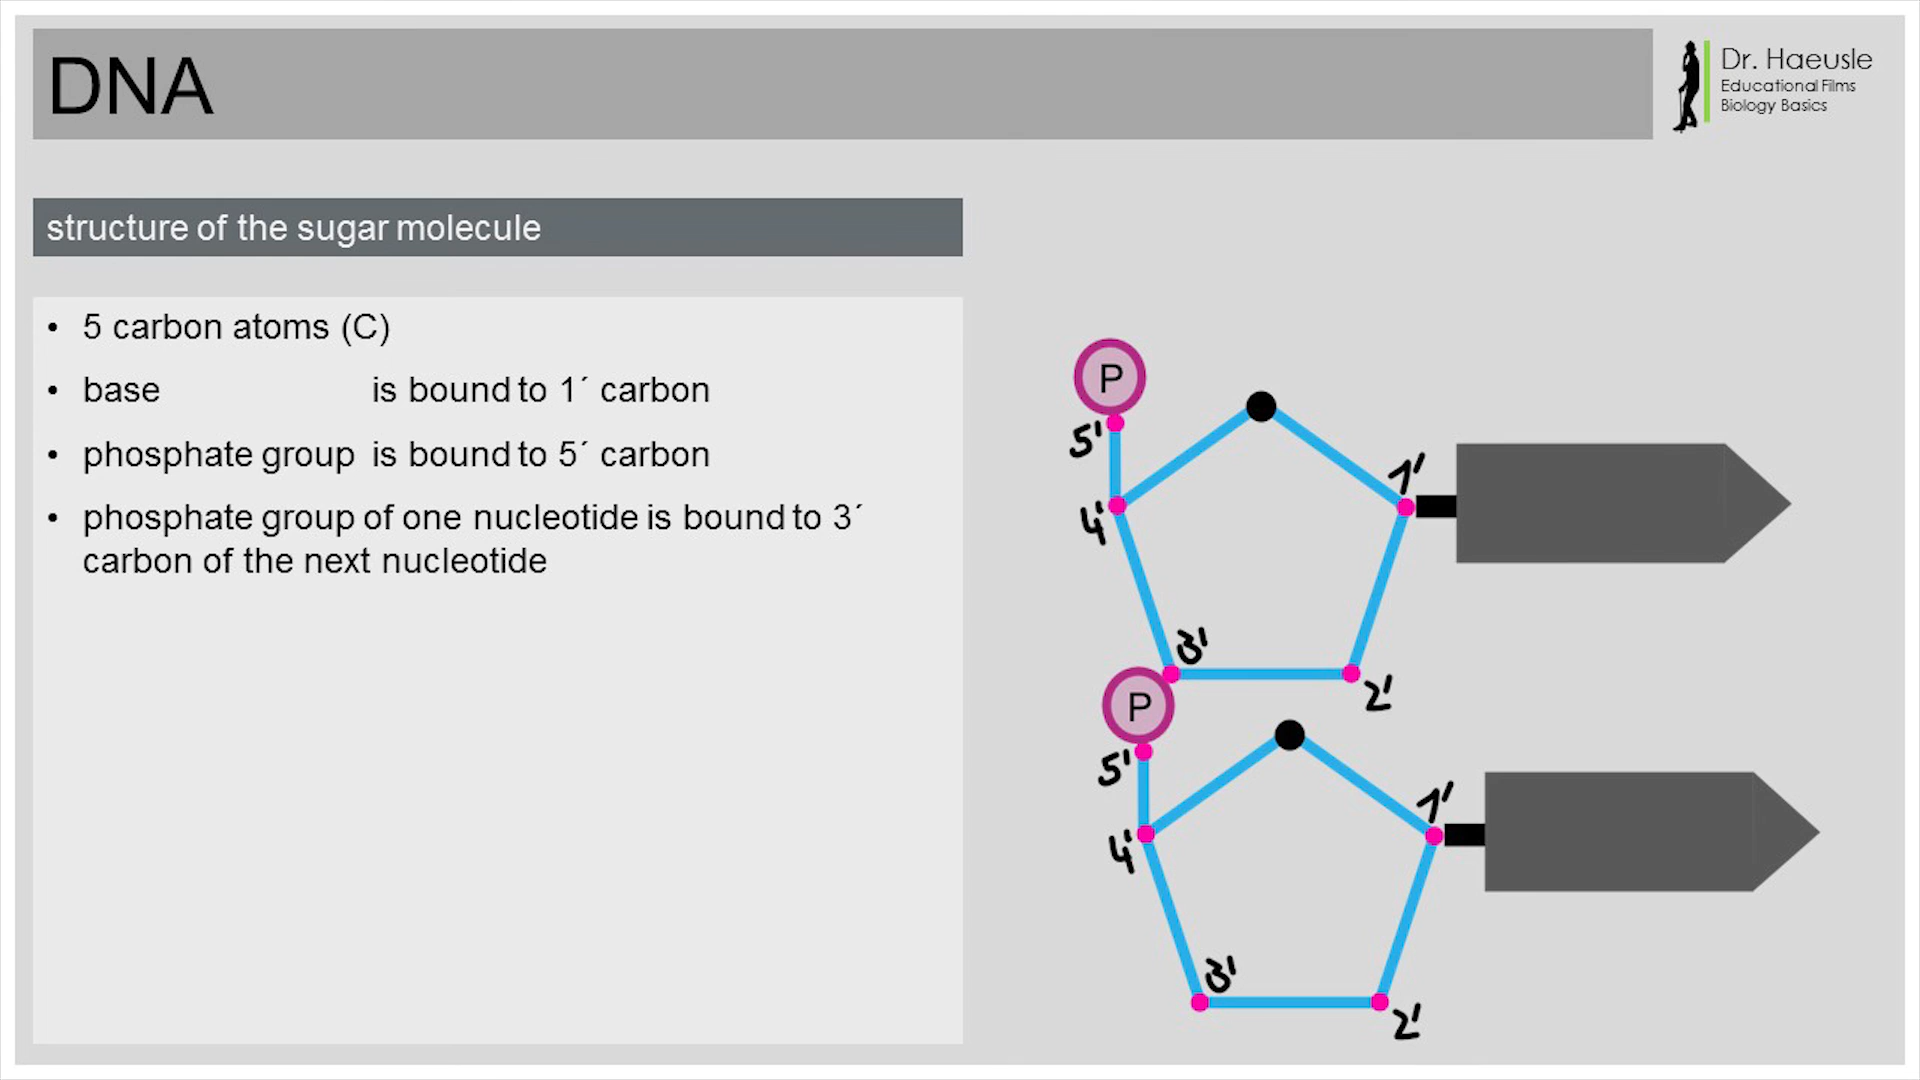 DNA
Dr. Haeusle
Educational Films
Biology Basics
structure of the sugar molecule
• 5 carbon atoms (C)
• base is bound to 1´ carbon
• phosphate group is bound to 5´ carbon
• phosphate group of one nucleotide is bound to 3´
carbon of the next nucleotide
P
5'
1'
4'
3'
2'
P
5'
1'
4'
3'
2'